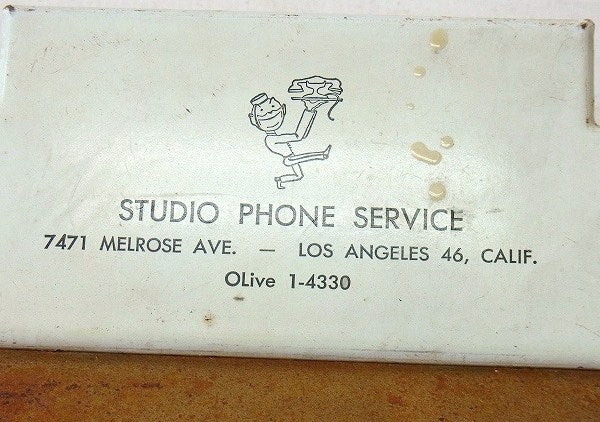 STUDIO PHONE SERVICE
7471 MELROSE AVE. — LOS ANGELES 46, CALIF.
OLive 1-4330